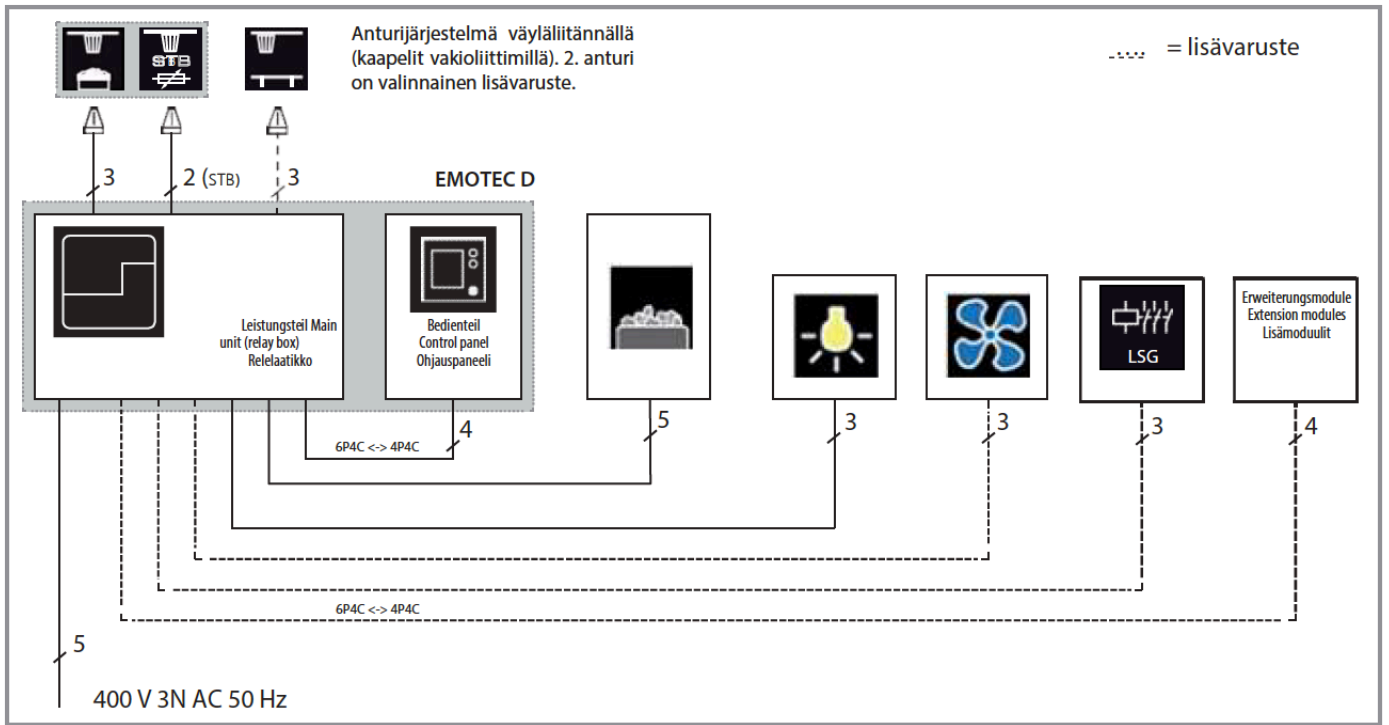 STB
Anturijärjestelmä väyläliitännällä
(kaapelit vakioliittimillä). 2. anturi
on valinnainen lisävaruste.
..... = lisävaruste
3
2 (STB)
3
EMOTEC D
Leistungsteil Main
unit (relay box)
Relelaatikko
Bedienteil
Control panel
Ohjauspaneeli
LSG
Erweiterungsmodule
Extension modules
Lisämoduulit
4
5
3
3
3
4
6P4C <-> 4P4C
6P4C <-> 4P4C
5
400 V 3N AC 50 Hz